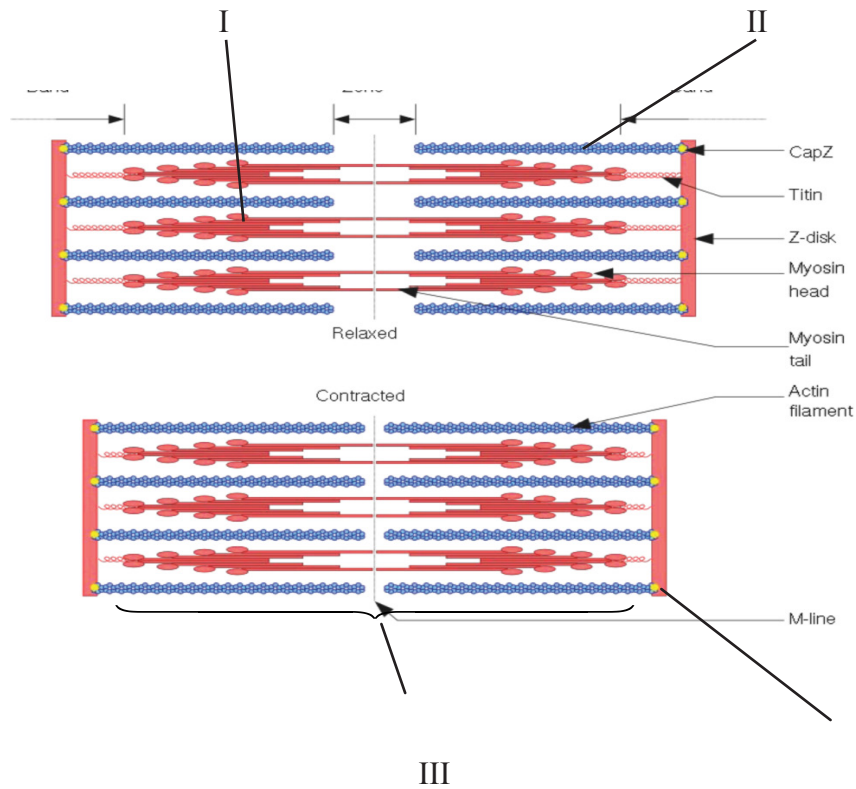 I
II
CapZ
Titin
Z-disk
Myosin
head
Relaxed
Myosin
tail
Contracted
Actin
filament
M-line
III